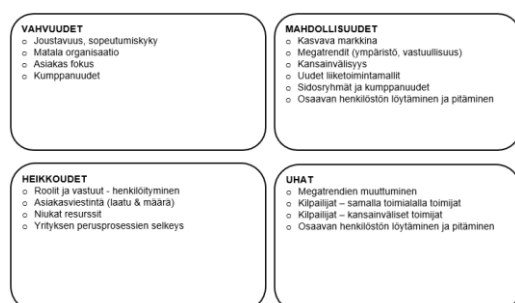 VAHVUUDET
o Joustavuus, sopeutumiskyky
o Matala organisaatio
o Asiakas fokus
o Kumppanuudet
MAHDOLLISUUDET
o Kasvava markkina
o Megatrendit (ympäristö, vastuullisuus)
o Kansainvälisyys
o Uudet liiketoimintamallit
o Sidosryhmät ja kumppanuudet
o Osaavan henkilöstön löytäminen ja pitäminen
HEIKKOUDET
o Roolit ja vastuut - henkilöityminen
o Asiakasviestintä (laatu & määrä)
o Niukat resurssit
o Yrityksen perusprosessien selkeys
UHAT
o Megatrendien muuttuminen
o Kilpailijat – samalla toimialalla toimijat
o Kilpailijat – kansainväliset toimijat
o Osaavan henkilöstön löytäminen ja pitäminen